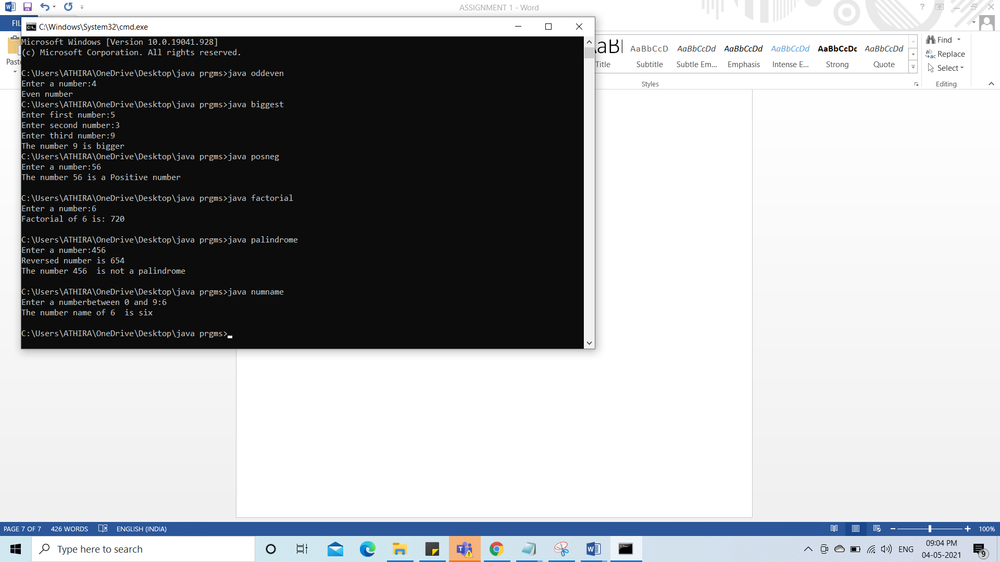 ASSIGNMENT 1 - Word
FIL
C:\Windows\System32\cmd.exe
Microsoft Windows [Version 10.0.19041.928]
(c) Microsoft Corporation. All rights reserved.
C:\Users\ATHIRA\OneDrive\Desktop\java prgms>java oddeven
Enter a number:4
Even number
C:\Users\ATHIRA\OneDrive\Desktop\java prgms>java biggest
Enter first number:5
Enter second number:3
Enter third number:9
The number 9 is bigger
C:\Users\ATHIRA\OneDrive\Desktop\java prgms>java posneg
Enter a number:56
The number 56 is a Positive number
C:\Users\ATHIRA\OneDrive\Desktop\java prgms>java factorial
Enter a number:6
Factorial of 6 is: 720
C:\Users\ATHIRA\OneDrive\Desktop\java prgms>java palindrome
Enter a number:456
Reversed number is 654
The number 456  is not a palindrome
C:\Users\ATHIRA\OneDrive\Desktop\java prgms>java numname
Enter a numberbetween 0 and 9:6
The number name of 6  is six
C:\Users\ATHIRA\OneDrive\Desktop\java prgms>
Paste
AaBbCcD AaBbCcDd AaBbCcDd AaBbCcDd AaBbCcDc AaBbCcDd
Title Subtitle Subtle Em... Emphasis Intense E... Strong Quote
Styles
Find
Replace
Select
Editing
PAGE 7 OF 7 426 WORDS ENGLISH (INDIA) 100%
Type here to search
ENG
09:04 PM
04-05-2021
9